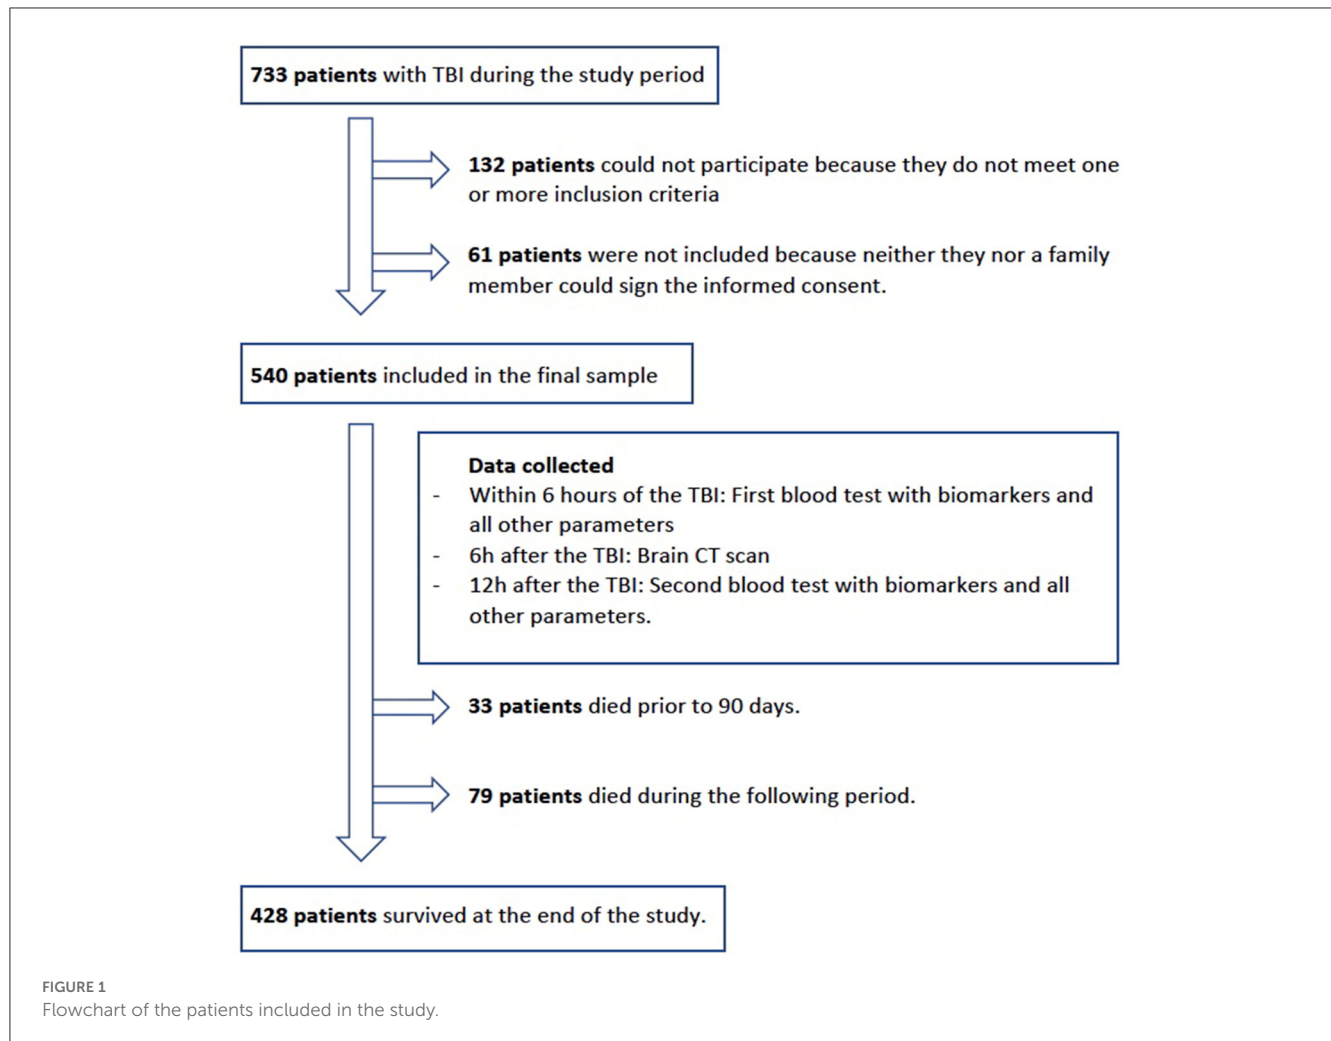 733 patients with TBI during the study period
132 patients could not participate because they do not meet one
or more inclusion criteria
61 patients were not included because neither they nor a family
member could sign the informed consent.
540 patients included in the final sample
Data collected
- Within 6 hours of the TBI: First blood test with biomarkers and
all other parameters
- 6h after the TBI: Brain CT scan
- 12h after the TBI: Second blood test with biomarkers and all
other parameters.
33 patients died prior to 90 days.
79 patients died during the following period.
428 patients survived at the end of the study.
FIGURE 1
Flowchart of the patients included in the study.